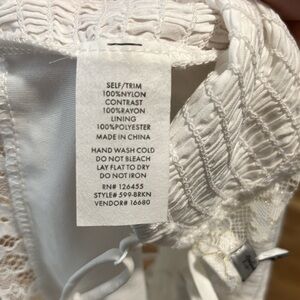 SELF/TRIM
100%NYLON
CONTRAST
100%RAYON
LINING
100%POLYESTER
MADE IN CHINA
HAND WASH COLD
DO NOT BLEACH
LAY FLAT TO DRY
DO NOT IRON
RN# 126455
STYLE# 599-BRKN
VENDOR# 16680